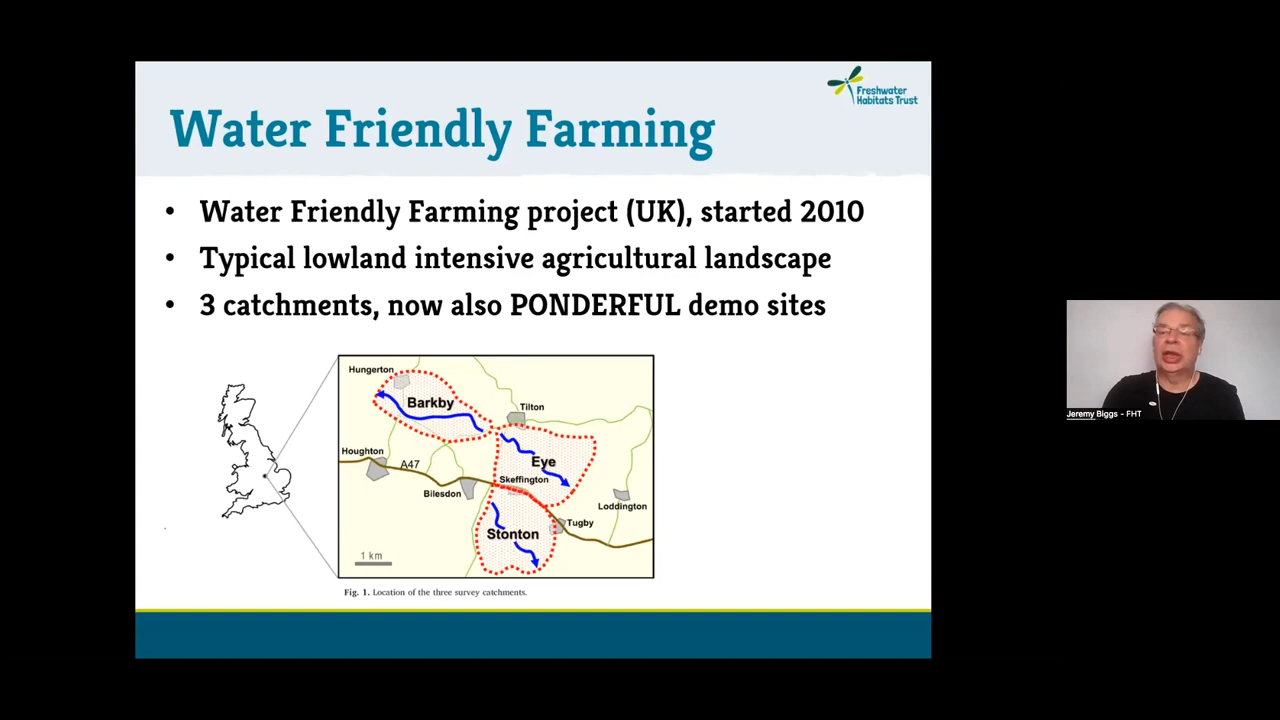 Freshwater
Habitats Trust
Water Friendly Farming
• Water Friendly Farming project (UK), started 2010
• Typical lowland intensive agricultural landscape
• 3 catchments, now also PONDERFUL demo sites
Hungerton
Barkby
Tilton
Houghton
A47
Eye
Skeffington
Bilesdon
Loddington
Tugby
Stonton
1 km
Fig. 1. Location of the three survey catchments.
Jeremy Biggs - FHT